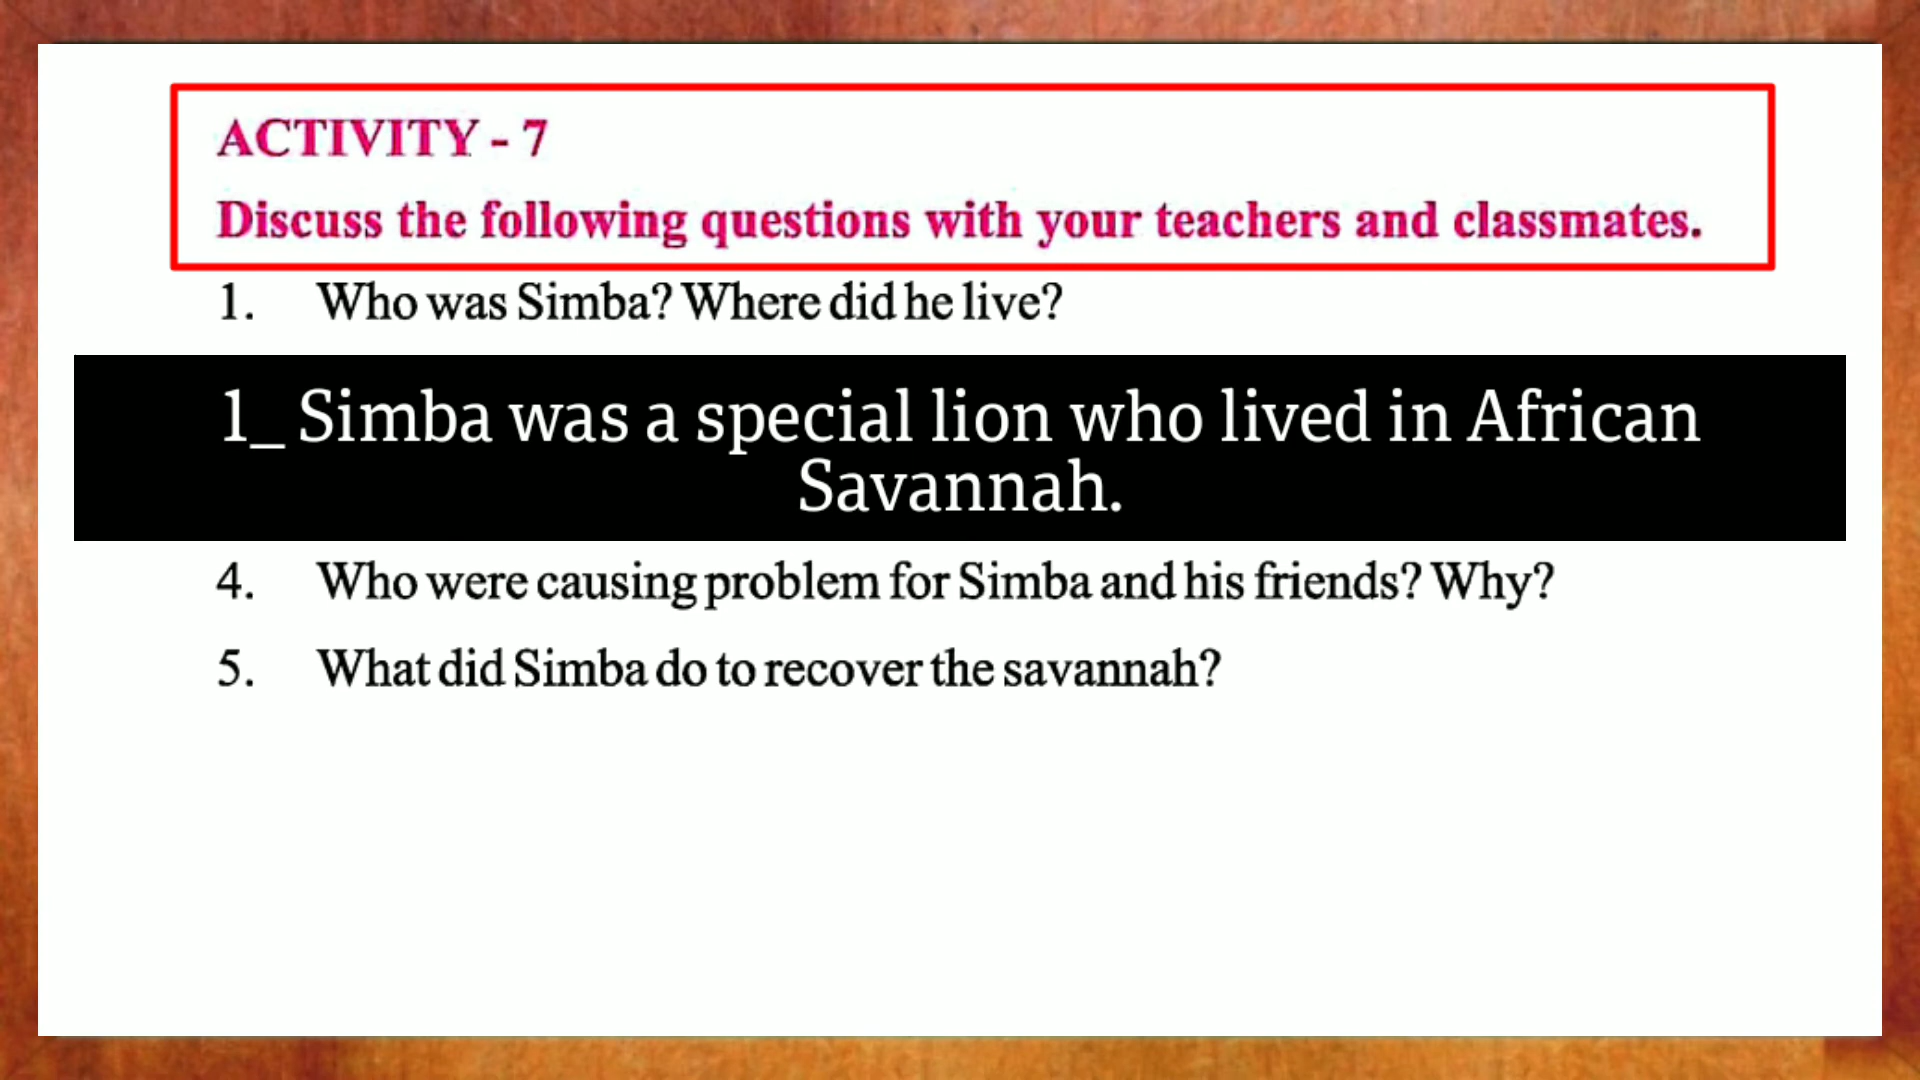 ACTIVITY - 7
Discuss the following questions with your teachers and classmates.
1. Who was Simba? Where did he live?
1_ Simba was a special lion who lived in African
Savannah.
4. Who were causing problem for Simba and his friends? Why?
5. What did Simba do to recover the savannah?